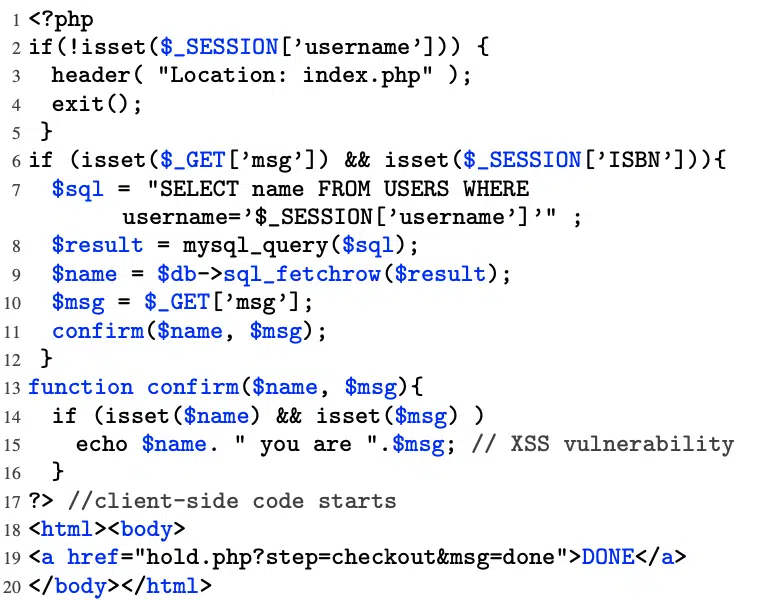 1 <?php
2 if(!isset($_SESSION[’username’])) {
3 header( "Location: index.php" );
4 exit();
5 }
6 if (isset($_GET[’msg’]) && isset($_SESSION[’ISBN’])){
7 $sql = "SELECT name FROM USERS WHERE
username=’$_SESSION[’username’]’" ;
8 $result = mysql_query($sql);
9 $name = $db->sql_fetchrow($result);
10 $msg = $_GET[’msg’];
11 confirm($name, $msg);
12 }
13 function confirm($name, $msg){
14 if (isset($name) && isset($msg) )
15 echo $name. " you are ".$msg; // XSS vulnerability
16 }
17 ?> //client-side code starts
18 <html><body>
19 <a href="hold.php?step=checkout&msg=done">DONE</a>
20 </body></html>